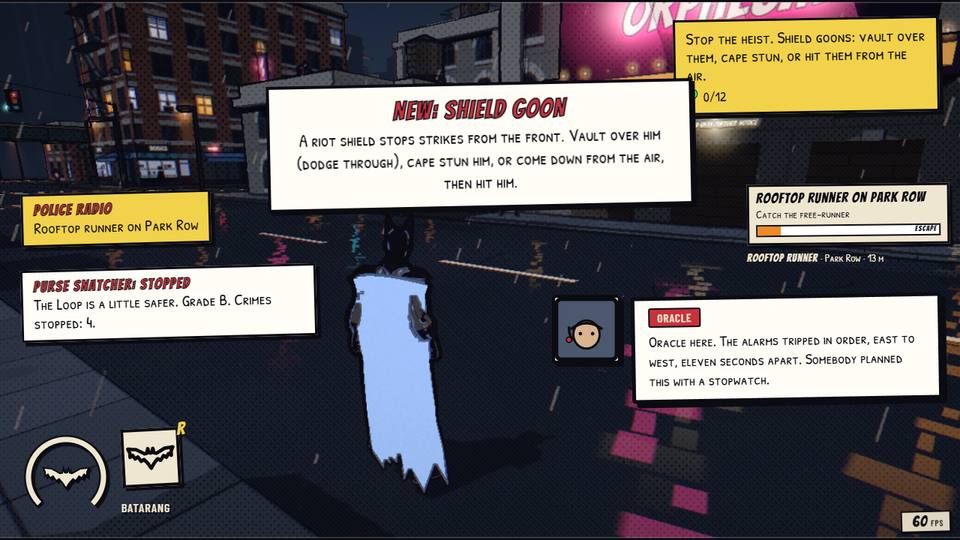 ORPHEUM
STOP THE HEIST. SHIELD GOONS: VAULT OVER
THEM, CAPE STUN, OR HIT THEM FROM THE
AIR.
0/12
NEW: SHIELD GOON
A RIOT SHIELD STOPS STRIKES FROM THE FRONT. VAULT OVER HIM
(DODGE THROUGH), CAPE STUN HIM, OR COME DOWN FROM THE AIR,
THEN HIT HIM.
POLICE RADIO
ROOFTOP RUNNER ON PARK ROW
ROOFTOP RUNNER ON PARK ROW
CATCH THE FREE-RUNNER
ESCAPE
ROOFTOP RUNNER · PARK ROW · 13 M
PURSE SNATCHER: STOPPED
THE LOOP IS A LITTLE SAFER. GRADE B. CRIMES
STOPPED: 4.
ORACLE
ORACLE HERE. THE ALARMS TRIPPED IN ORDER, EAST TO
WEST, ELEVEN SECONDS APART. SOMEBODY PLANNED
THIS WITH A STOPWATCH.
R
BATARANG
60 FPS